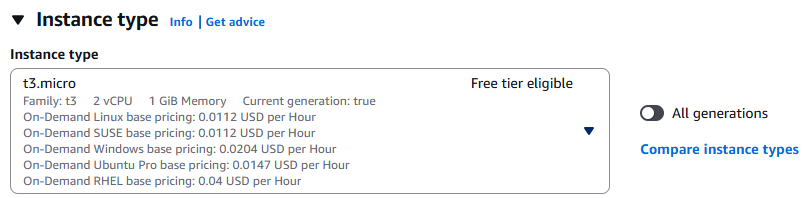 Instance type Info | Get advice
Instance type
t3.micro Free tier eligible
Family: t3 2 vCPU 1 GiB Memory Current generation: true
On-Demand Linux base pricing: 0.0112 USD per Hour
On-Demand SUSE base pricing: 0.0112 USD per Hour
On-Demand Windows base pricing: 0.0204 USD per Hour
On-Demand Ubuntu Pro base pricing: 0.0147 USD per Hour
On-Demand RHEL base pricing: 0.04 USD per Hour
All generations
Compare instance types